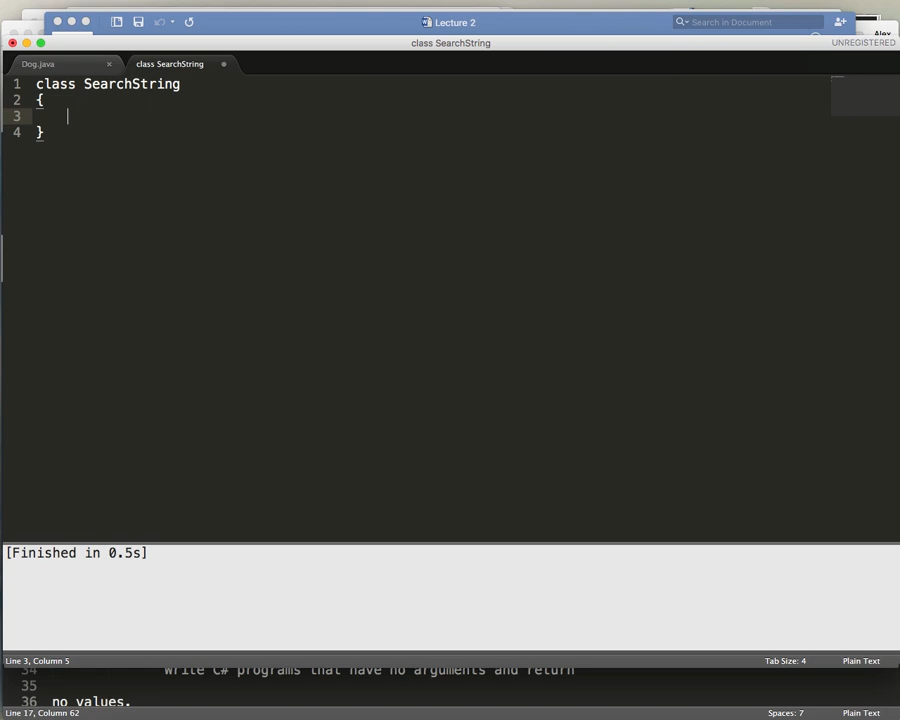 Lecture 2
Search in Document
Alex
class SearchString
UNREGISTERED
Dog.java
class SearchString
1 class SearchString
2 {
3
4 }
[Finished in 0.5s]
Line 3, Column 5
Tab Size: 4
Plain Text
34 Write C# programs that have no arguments and return
35
36 no values.
Line 17, Column 62
Spaces: 7
Plain Text